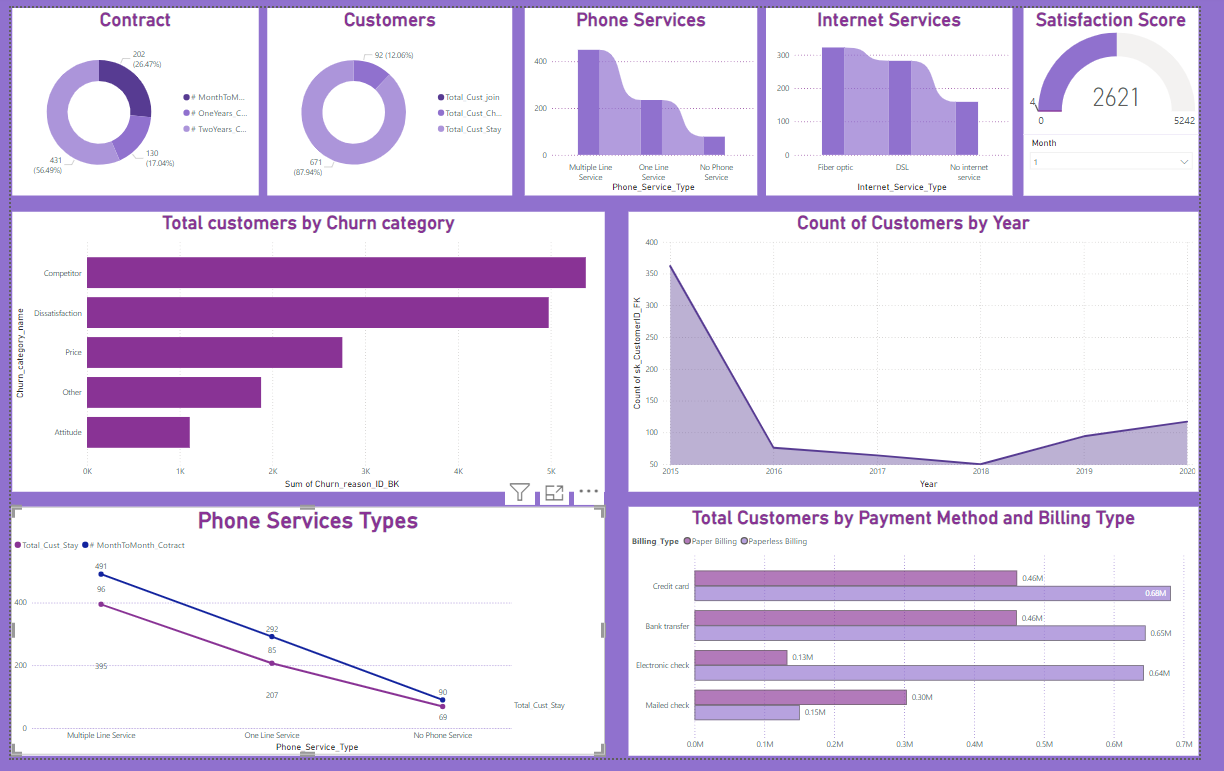 Contract
202
(26.47%)
130
(17.04%)
431
(56.49%)
# MonthToM...
# OneYears_C...
# TwoYears_C...
Customers
92 (12.06%)
671
(87.94%)
Total_Cust_join
Total_Cust_Ch...
Total_Cust_Stay
Phone Services
400
200
0
Multiple Line
Service
One Line
Service
No Phone
Service
Phone_Service_Type
Internet Services
300
200
100
0
Fiber optic
DSL
No internet
service
Internet_Service_Type
Satisfaction Score
2621
4
0
5242
Month
1
Total customers by Churn category
Churn_category_name
Competitor
Dissatisfaction
Price
Other
Attitude
0K
1K
2K
3K
4K
5K
Sum of Churn_reason_ID_BK
Count of Customers by Year
Count of sk_CustomerID_FK
400
350
300
250
200
150
100
50
2015
2016
2017
2018
2019
2020
Year
Phone Services Types
Total_Cust_Stay
# MonthToMonth_Cotract
400
200
0
491
96
395
292
85
207
90
69
Total_Cust_Stay
Multiple Line Service
One Line Service
No Phone Service
Phone_Service_Type
Total Customers by Payment Method and Billing Type
Billing_Type
Paper Billing
Paperless Billing
Credit card
0.46M
0.68M
Bank transfer
0.46M
0.65M
Electronic check
0.13M
0.64M
Mailed check
0.30M
0.15M
0.0M
0.1M
0.2M
0.3M
0.4M
0.5M
0.6M
0.7M